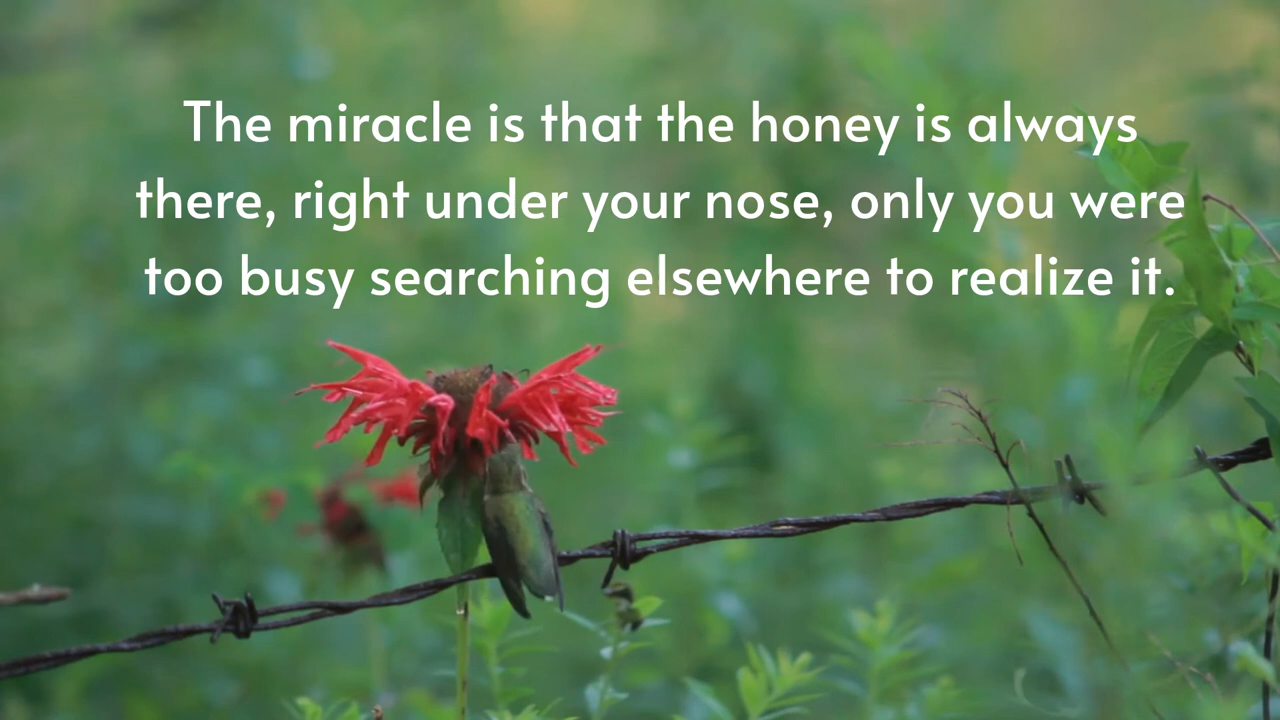 The miracle is that the honey is always
there, right under your nose, only you were
too busy searching elsewhere to realize it.